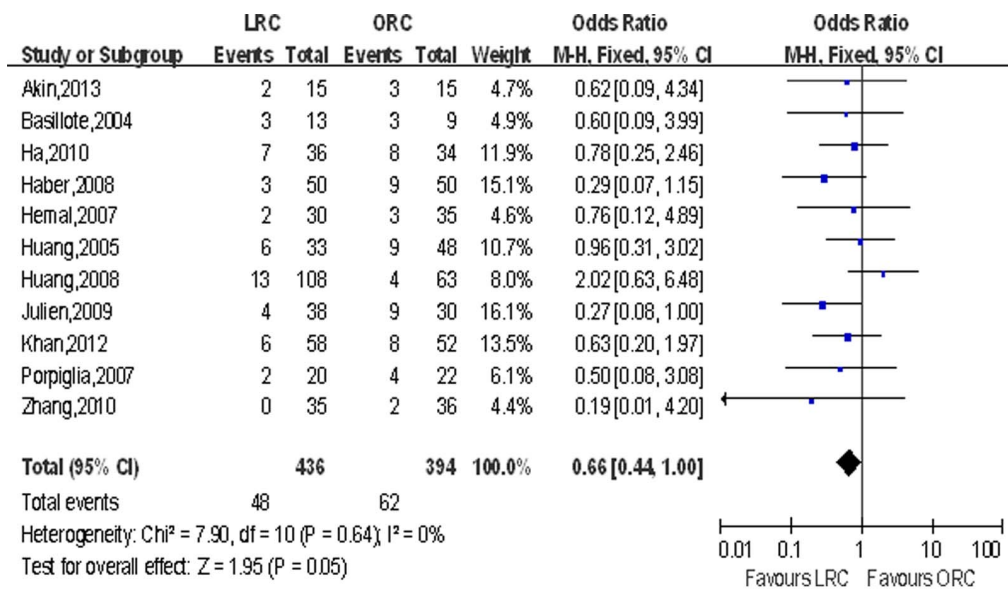 LRC ORC Odds Ratio Odds Ratio
Study or Subgroup Events Total Events Total Weight M-H, Fixed, 95% CI M-H, Fixed, 95% CI
Akin,2013 2 15 3 15 4.7% 0.62 [0.09, 4.34]
Basillote,2004 3 13 3 9 4.9% 0.60 [0.09, 3.99]
Ha,2010 7 36 8 34 11.9% 0.78 [0.25, 2.46]
Haber,2008 3 50 9 50 15.1% 0.29 [0.07, 1.15]
Hemal,2007 2 30 3 35 4.6% 0.76 [0.12, 4.89]
Huang,2005 6 33 9 48 10.7% 0.96 [0.31, 3.02]
Huang,2008 13 108 4 63 8.0% 2.02 [0.63, 6.48]
Julien,2009 4 38 9 30 16.1% 0.27 [0.08, 1.00]
Khan,2012 6 58 8 52 13.5% 0.63 [0.20, 1.97]
Porpiglia,2007 2 20 4 22 6.1% 0.50 [0.08, 3.08]
Zhang,2010 0 35 2 36 4.4% 0.19 [0.01, 4.20]
Total (95% CI) 436 394 100.0% 0.66 [0.44, 1.00]
Total events 48 62
Heterogeneity: Chi² = 7.90, df = 10 (P = 0.64); I² = 0%
Test for overall effect: Z = 1.95 (P = 0.05)
0.01 0.1 1 10 100
Favours LRC Favours ORC